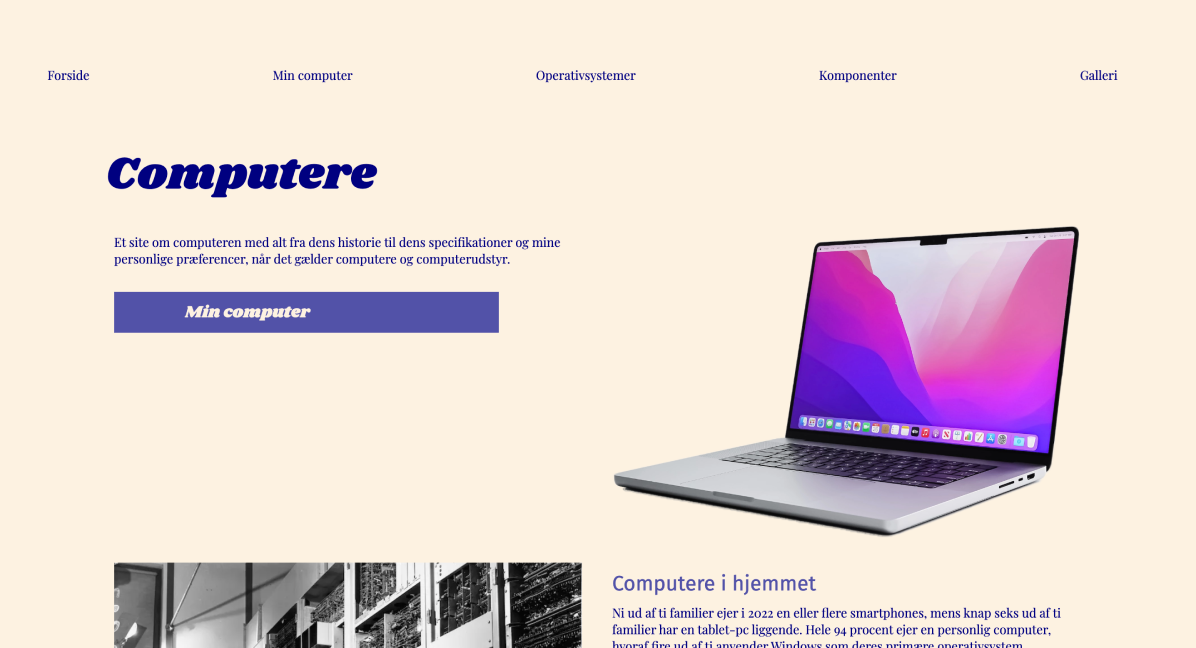 Forside
Min computer
Operativsystemer
Komponenter
Galleri
Computere
Et site om computeren med alt fra dens historie til dens specifikationer og mine
personlige præferencer, når det gælder computere og computerudstyr.
Min computer
Computere i hjemmet
Ni ud af ti familier ejer i 2022 en eller flere smartphones, mens knap seks ud af ti
familier har en tablet-pc liggende. Hele 94 procent ejer en personlig computer,
hvoraf fire ud af ti anvender Windows som deres primære operativsystem